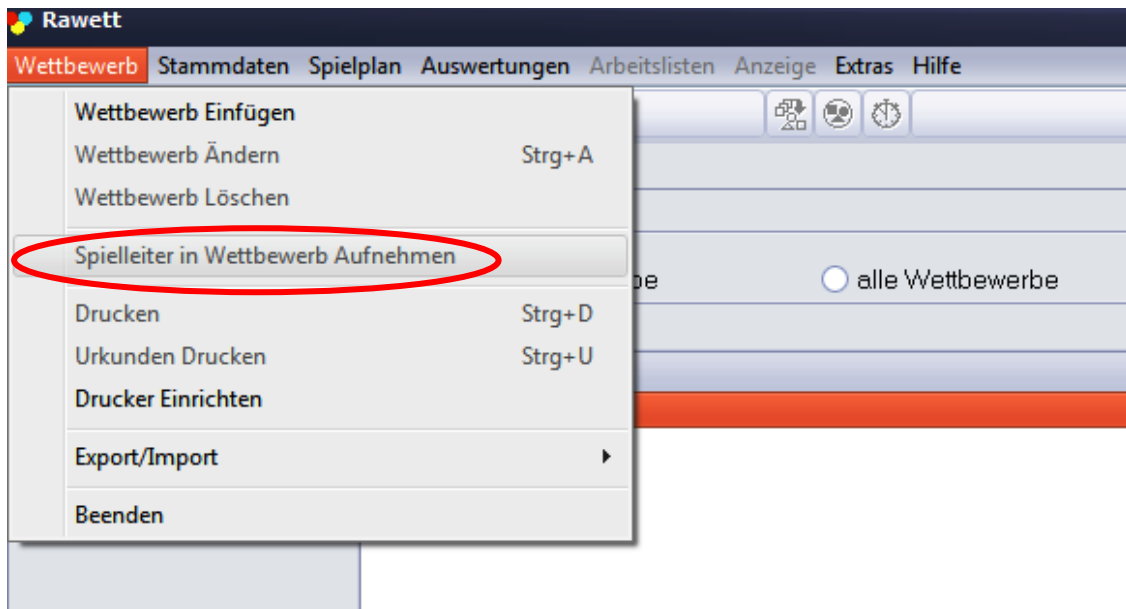 Rawett
Wettbewerb Stammdaten Spielplan Auswertungen Arbeitslisten Anzeige Extras Hilfe
Wettbewerb Einfügen
Wettbewerb Ändern Strg+A
Wettbewerb Löschen
Spielleiter in Wettbewerb Aufnehmen
alle Wettbewerbe
Drucken Strg+D
Urkunden Drucken Strg+U
Drucker Einrichten
Export/Import
Beenden